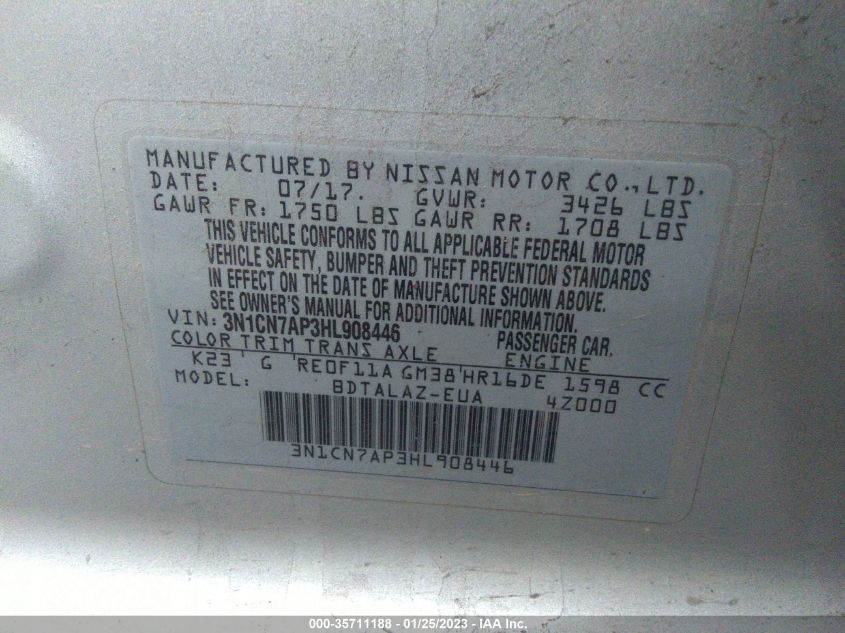 MANUFACTURED BY NISSAN MOTOR CO., LTD.
DATE: 07/17. GVWR: 3426 LBS
GAWR FR: 1750 LBS GAWR RR: 1708 LBS
THIS VEHICLE CONFORMS TO ALL APPLICABLE FEDERAL MOTOR
VEHICLE SAFETY, BUMPER AND THEFT PREVENTION STANDARDS
IN EFFECT ON THE DATE OF MANUFACTURE SHOWN ABOVE.
SEE OWNER'S MANUAL FOR ADDITIONAL INFORMATION.
VIN: 3N1CN7AP3HL908446 PASSENGER CAR.
COLOR TRIM TRANS AXLE ENGINE
K23 ' G 'RE0F11A GM38'HR16DE 1598 CC
MODEL: BDTALAZ-EUA 4Z000
3N1CN7AP3HL908446
000-35711188 - 01/25/2023 - IAA Inc.